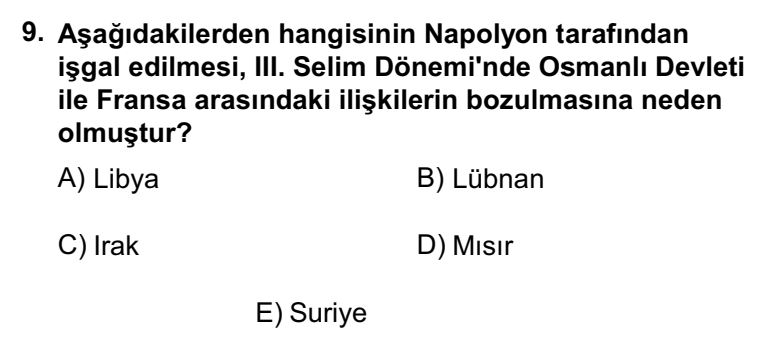 9. Aşağıdakilerden hangisinin Napolyon tarafından
işgal edilmesi, III. Selim Dönemi'nde Osmanlı Devleti
ile Fransa arasındaki ilişkilerin bozulmasına neden
olmuştur?
A) Libya B) Lübnan
C) Irak D) Mısır
E) Suriye